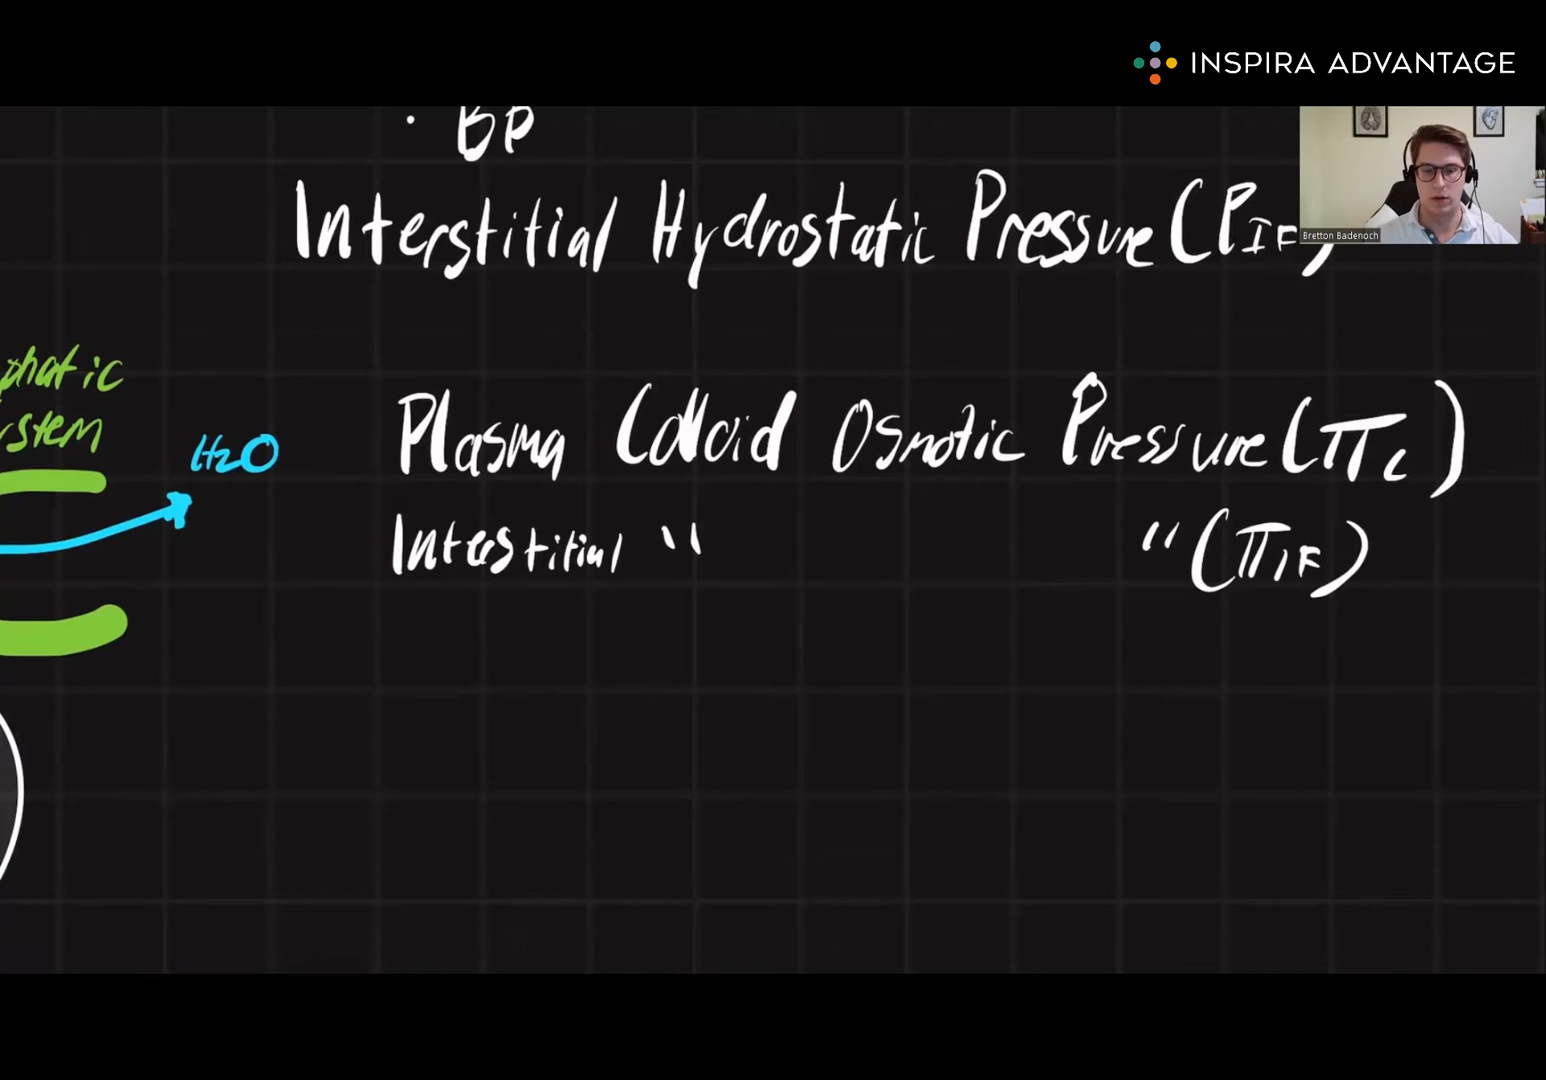 INSPIRA ADVANTAGE
· BP
Interstitial Hydrostatic Pressure (PIF)
Bretton Badenoch
phatic
stem
H2O
Plasma Colloid Osmotic Pressure (πc)
Interstitial " " (πIF)